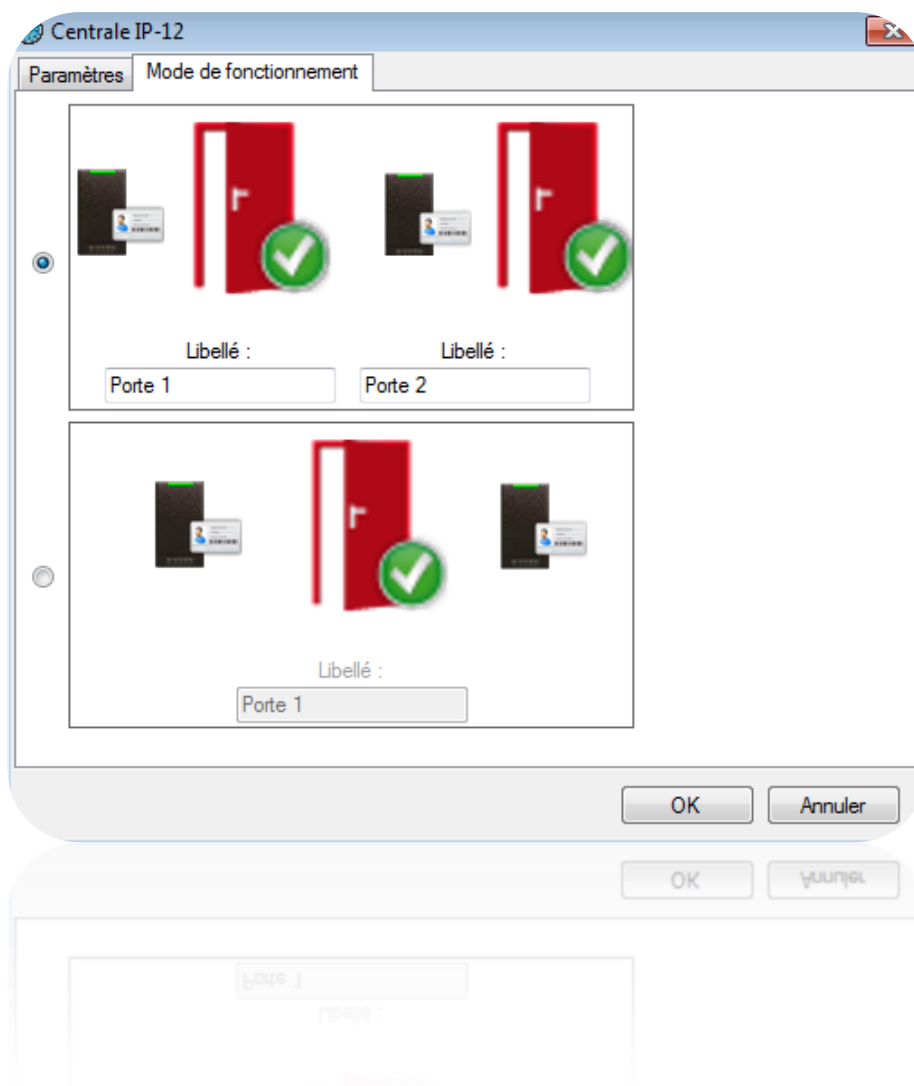 Centrale IP-12
Paramètres Mode de fonctionnement
Libellé : Libellé :
Porte 1 Porte 2
Libellé :
Porte 1
OK Annuler